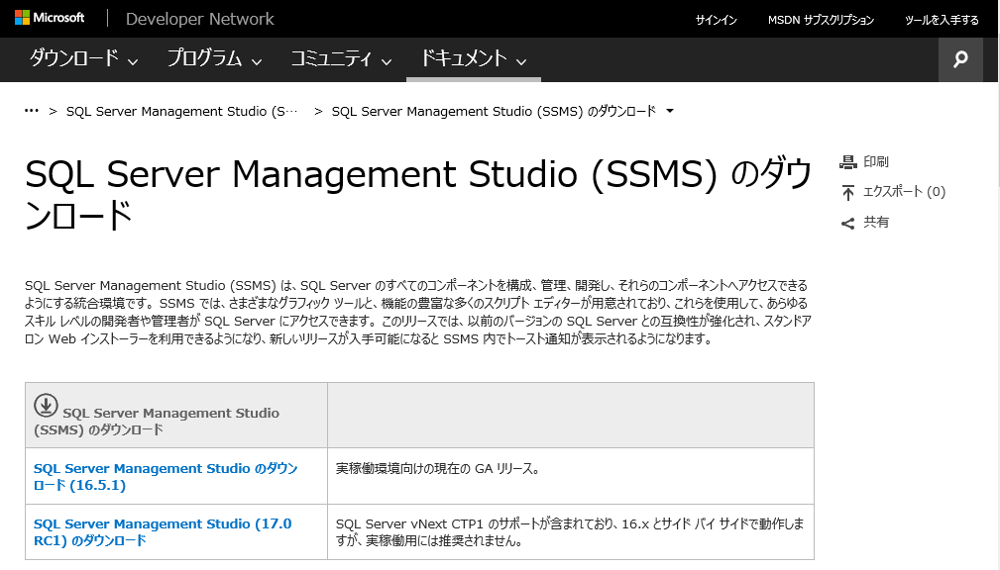 Microsoft | Developer Network
サインイン MSDN サブスクリプション ツールを入手する
ダウンロード プログラム コミュニティ ドキュメント
··· > SQL Server Management Studio (S··· > SQL Server Management Studio (SSMS) のダウンロード
SQL Server Management Studio (SSMS) のダウ
ンロード
印刷
エクスポート (0)
共有
SQL Server Management Studio (SSMS) は、SQL Server のすべてのコンポーネントを構成、管理、開発し、それらのコンポーネントへアクセスできる
ようにする統合環境です。 SSMS では、さまざまなグラフィック ツールと、機能の豊富な多くのスクリプト エディターが用意されており、これらを使用して、あらゆる
スキル レベルの開発者や管理者が SQL Server にアクセスできます。 このリリースでは、以前のバージョンの SQL Server との互換性が強化され、スタンドア
ロン Web インストーラーを利用できるようになり、新しいリリースが入手可能になると SSMS 内でトースト通知が表示されるようになります。
SQL Server Management Studio
(SSMS) のダウンロード
SQL Server Management Studio のダウン
ロード (16.5.1)
実稼働環境向けの現在の GA リリース。
SQL Server Management Studio (17.0
RC1) のダウンロード
SQL Server vNext CTP1 のサポートが含まれており、16.x とサイド バイ サイドで動作しま
すが、実稼働用には推奨されません。